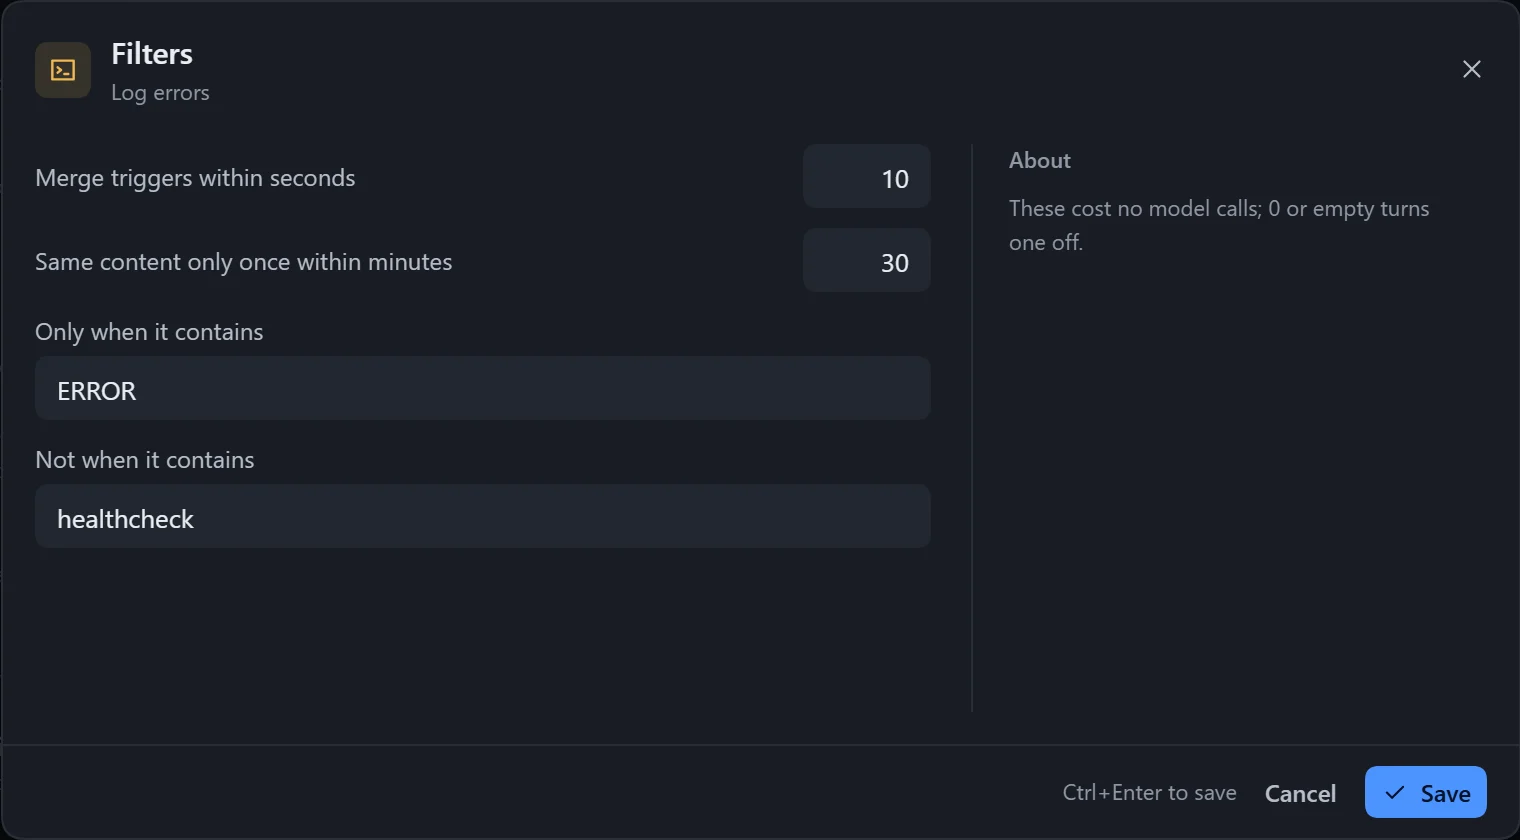 Filters
Log errors
Merge triggers within seconds
10
Same content only once within minutes
30
Only when it contains
ERROR
Not when it contains
healthcheck
About
These cost no model calls; 0 or empty turns
one off.
Ctrl+Enter to save
Cancel
Save